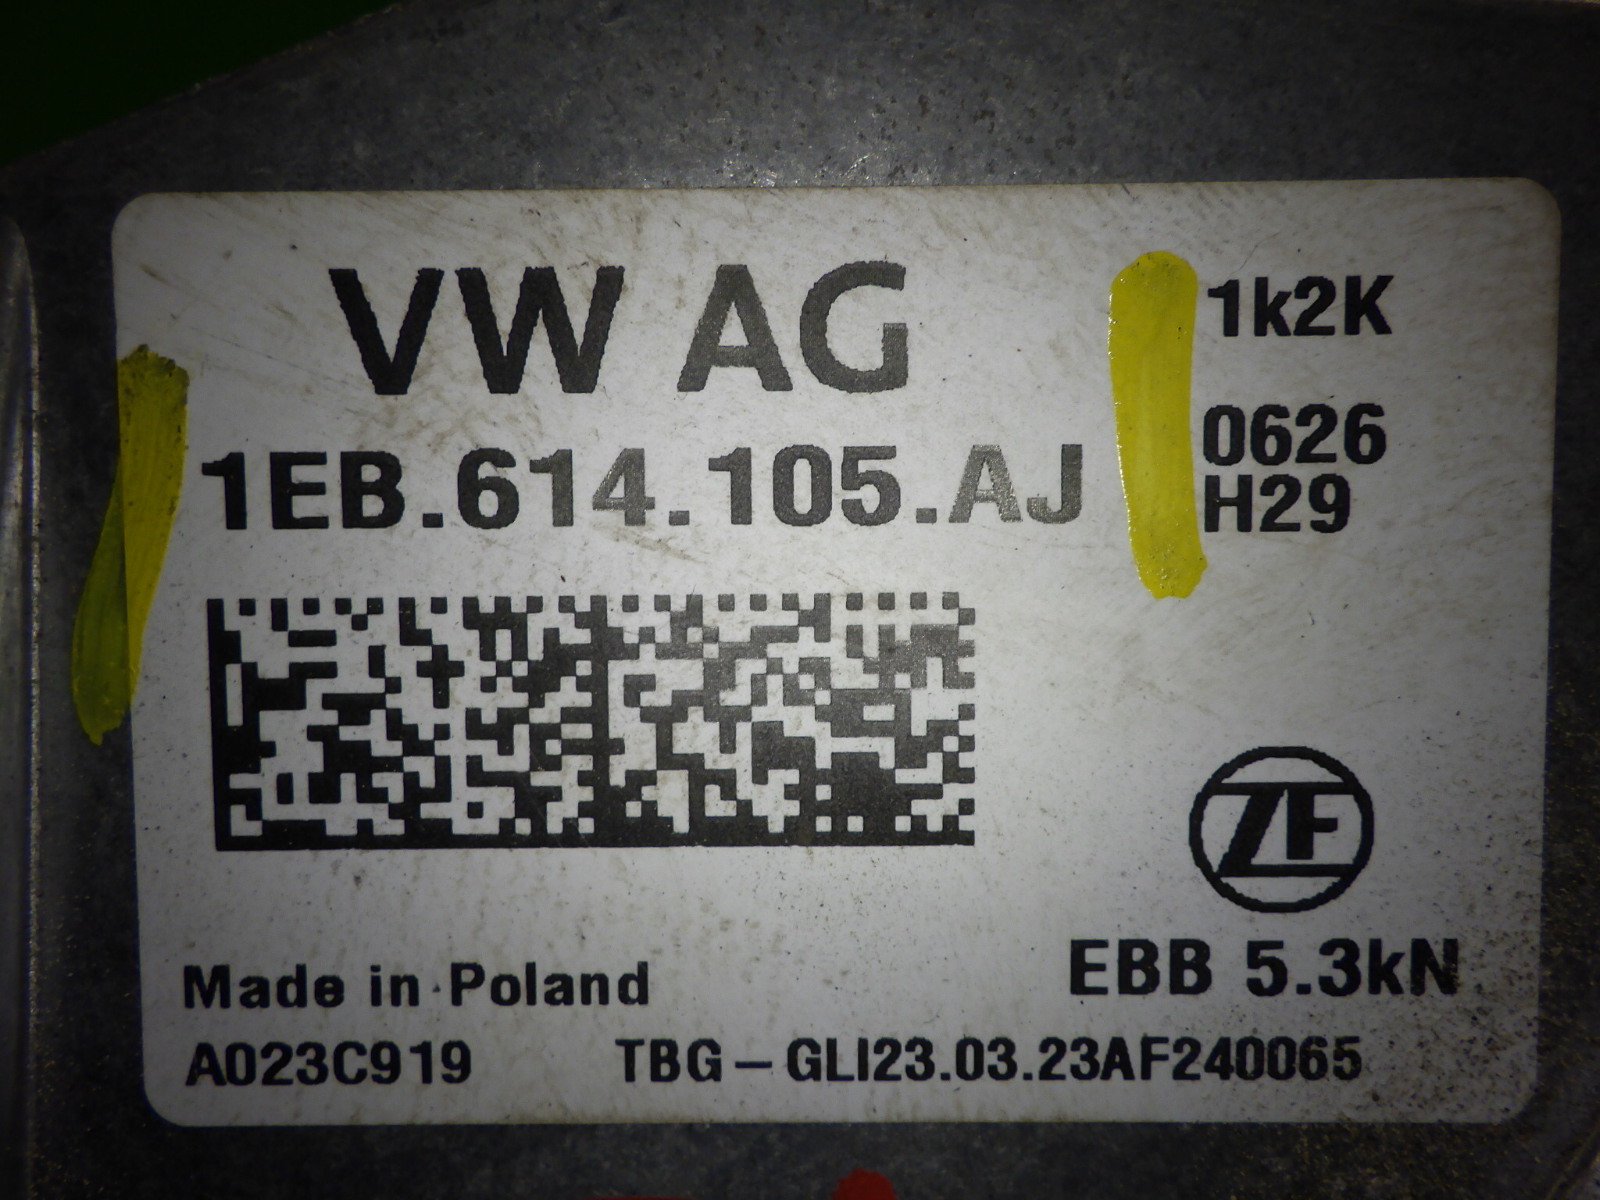 VW AG
1k2K
1EB.614.105.AJ
0626
H29
ZF
EBB 5.3kN
Made in Poland
A023C919 TBG-GLI23.03.23AF240065